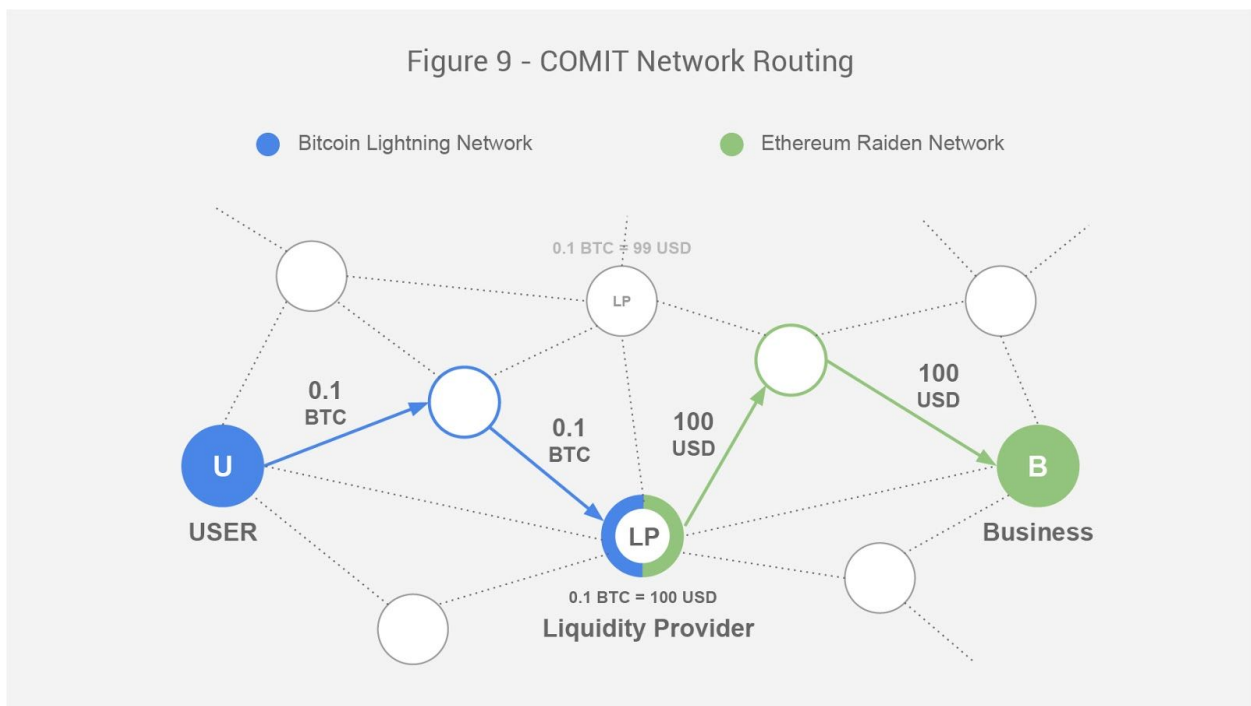 Figure 9 - COMIT Network Routing
Bitcoin Lightning Network
Ethereum Raiden Network
0.1 BTC = 99 USD
LP
0.1
BTC
0.1
BTC
100
USD
100
USD
U
USER
LP
0.1 BTC = 100 USD
Liquidity Provider
B
Business